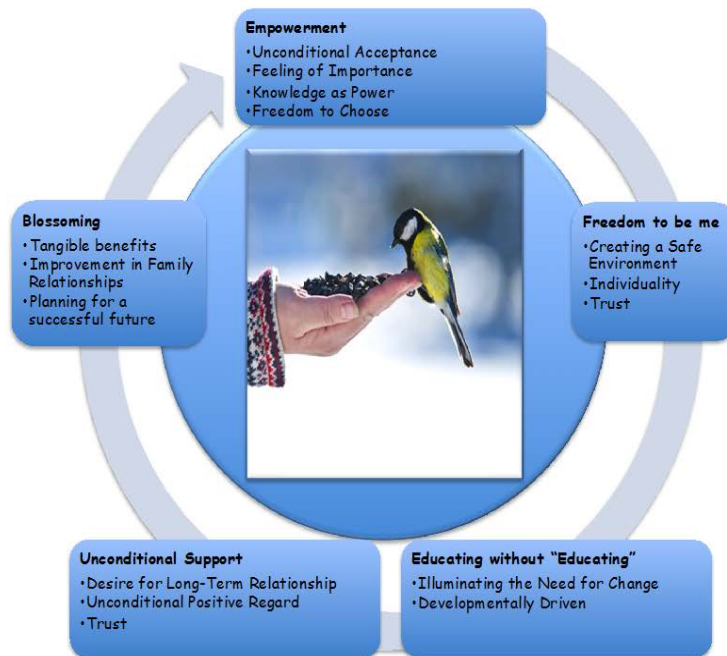 Empowerment
•Unconditional Acceptance
•Feeling of Importance
•Knowledge as Power
•Freedom to Choose
Freedom to be me
•Creating a Safe
Environment
•Individuality
•Trust
Educating without “Educating”
•Illuminating the Need for Change
•Developmentally Driven
Unconditional Support
•Desire for Long-Term Relationship
•Unconditional Positive Regard
•Trust
Blossoming
•Tangible benefits
•Improvement in Family
Relationships
•Planning for a
successful future